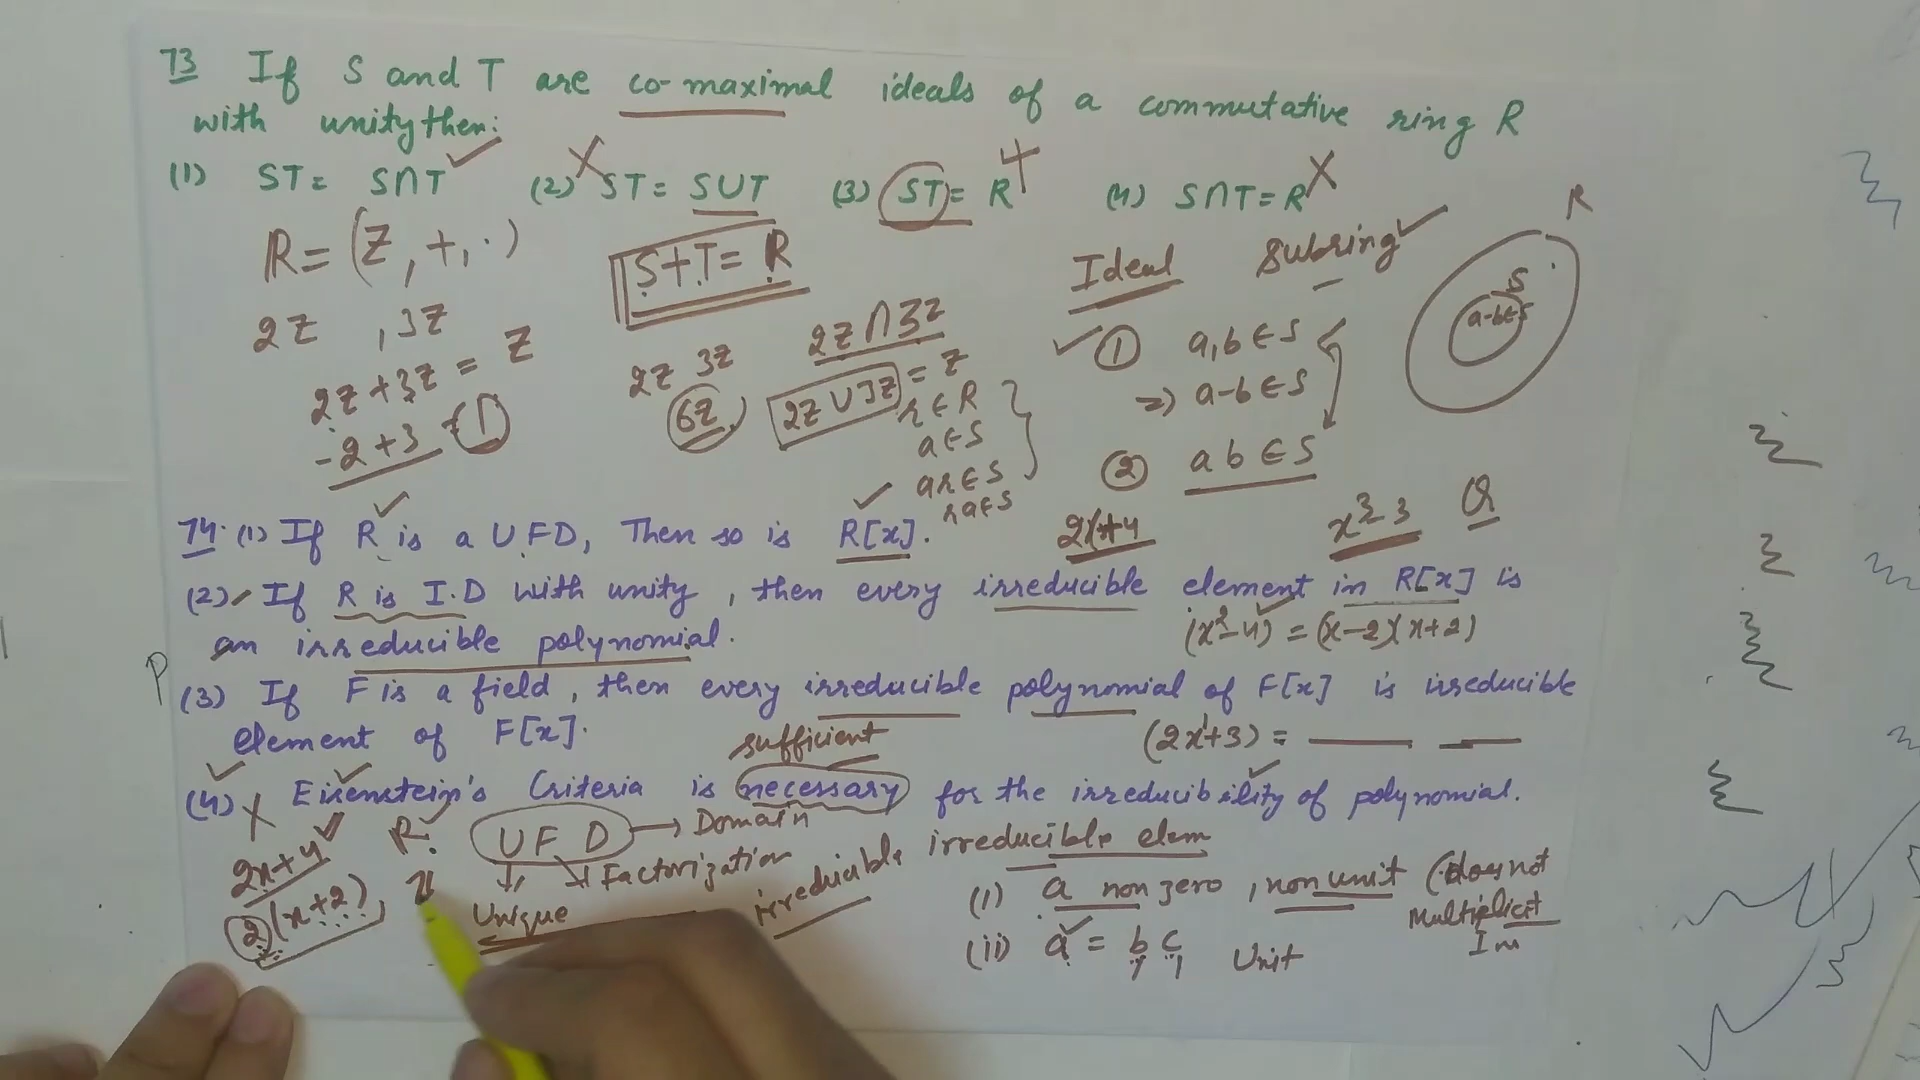 73 If S and T are co-maximal ideals of a commutative ring R
with unity then:
(1) ST = S∩T ✓ (2) ST = S∪T X (3) ST = R X (4) S∩T = R X
R = (Z, +, ·)
S+T = R
Ideal Subring ✓
R
S
a-b∈S
2Z , 3Z
2Z+3Z = Z
-2+3 = 1
2Z 3Z
6Z
2Z∩3Z
2Z∪3Z = Z
r∈R
a∈S
ar∈S
ra∈S
① a,b∈S
=> a-b∈S
② ab∈S
74. (1) If R is a UFD, Then so is R[x].
2x+4
Q
(2) If R is I.D with unity, then every irreducible element in R[x] is
an irreducible polynomial.
(x²-4) = (x-2)(x+2)
P
(3) If F is a field, then every irreducible polynomial of F[x] is irreducible
element of F[x].
sufficient
(2x+3) =
(4) X Eisenstein's Criteria is necessary for the irreducibility of polynomial.
2x+4 ✓
2(x+2),
R
UFD → Domain
Factorization
Unique
irreducible
irreducible elem
(i) a non zero, non unit (does not
(ii) a = b c Unit